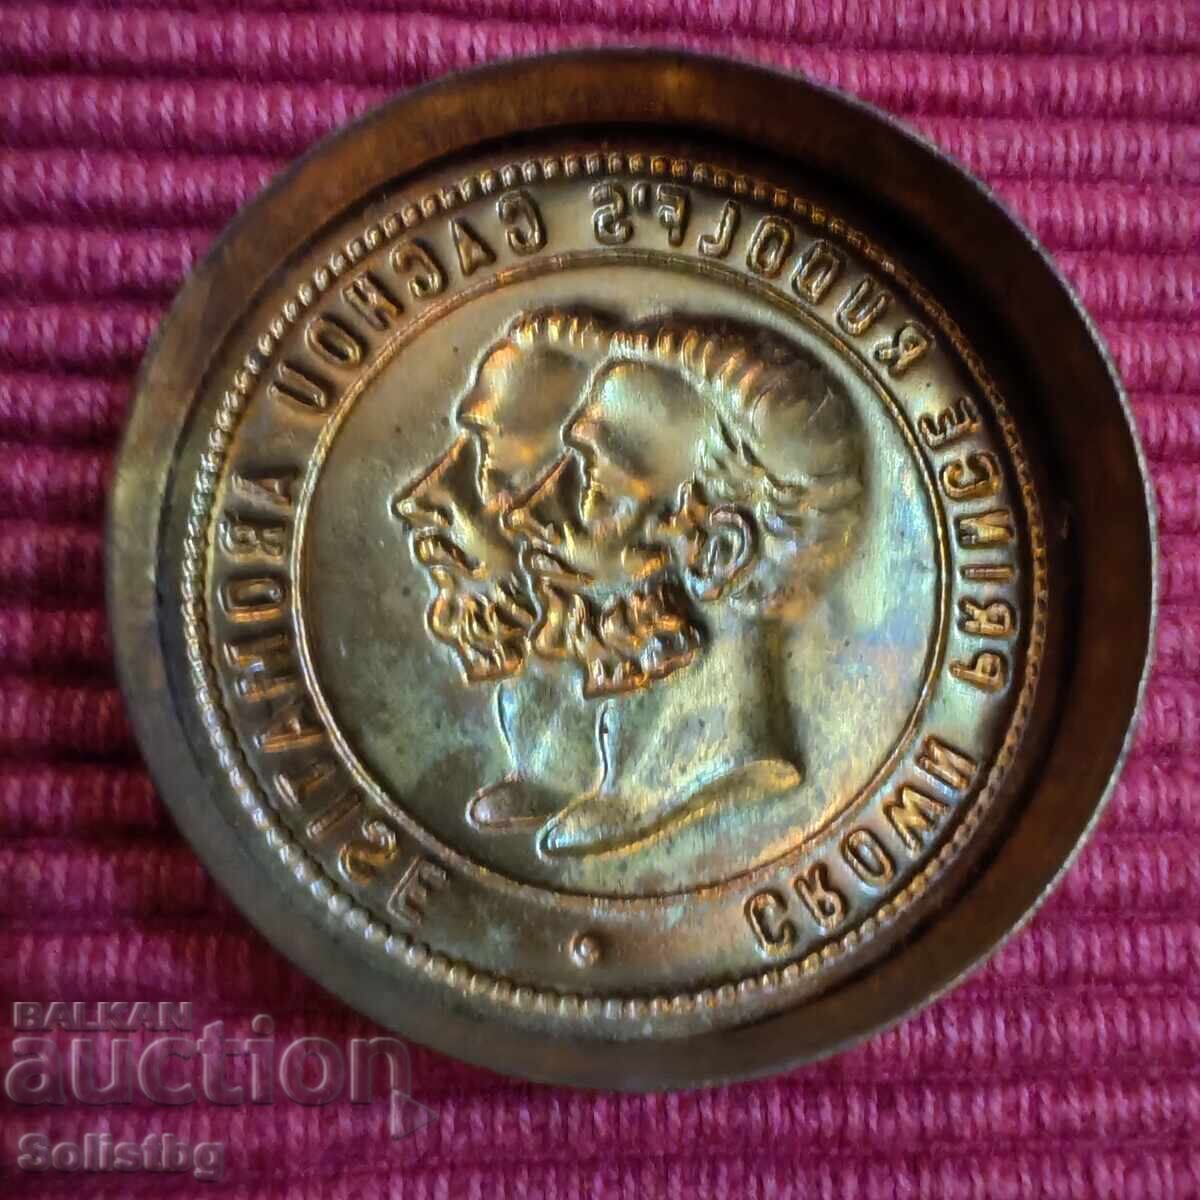 CROWN PRINCE RUDOLF'S CACHOU AROMATISE
BALKAN
auction
Solistbg